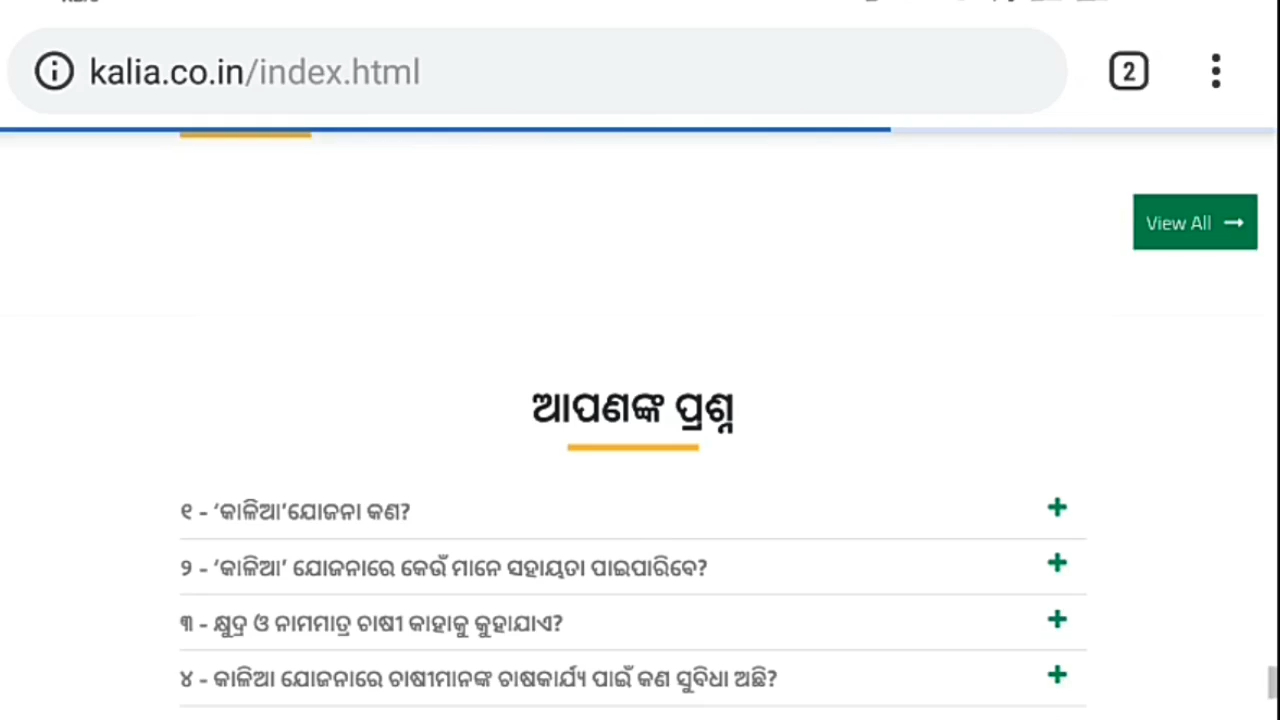 kalia.co.in/index.html
2
View All
ଆପଣଙ୍କ ପ୍ରଶ୍ନ
୧ - ‘କାଳିଆ’ଯୋଜନା କଣ?
୨ - ‘କାଳିଆ’ ଯୋଜନାରେ କେଉଁ ମାନେ ସହାୟତା ପାଇପାରିବେ?
୩ - କ୍ଷୁଦ୍ର ଓ ନାମମାତ୍ର ଚାଷୀ କାହାକୁ କୁହାଯାଏ?
୪ - କାଳିଆ ଯୋଜନାରେ ଚାଷୀମାନଙ୍କ ଚାଷକାର୍ଯ୍ୟ ପାଇଁ କଣ ସୁବିଧା ଅଛି?